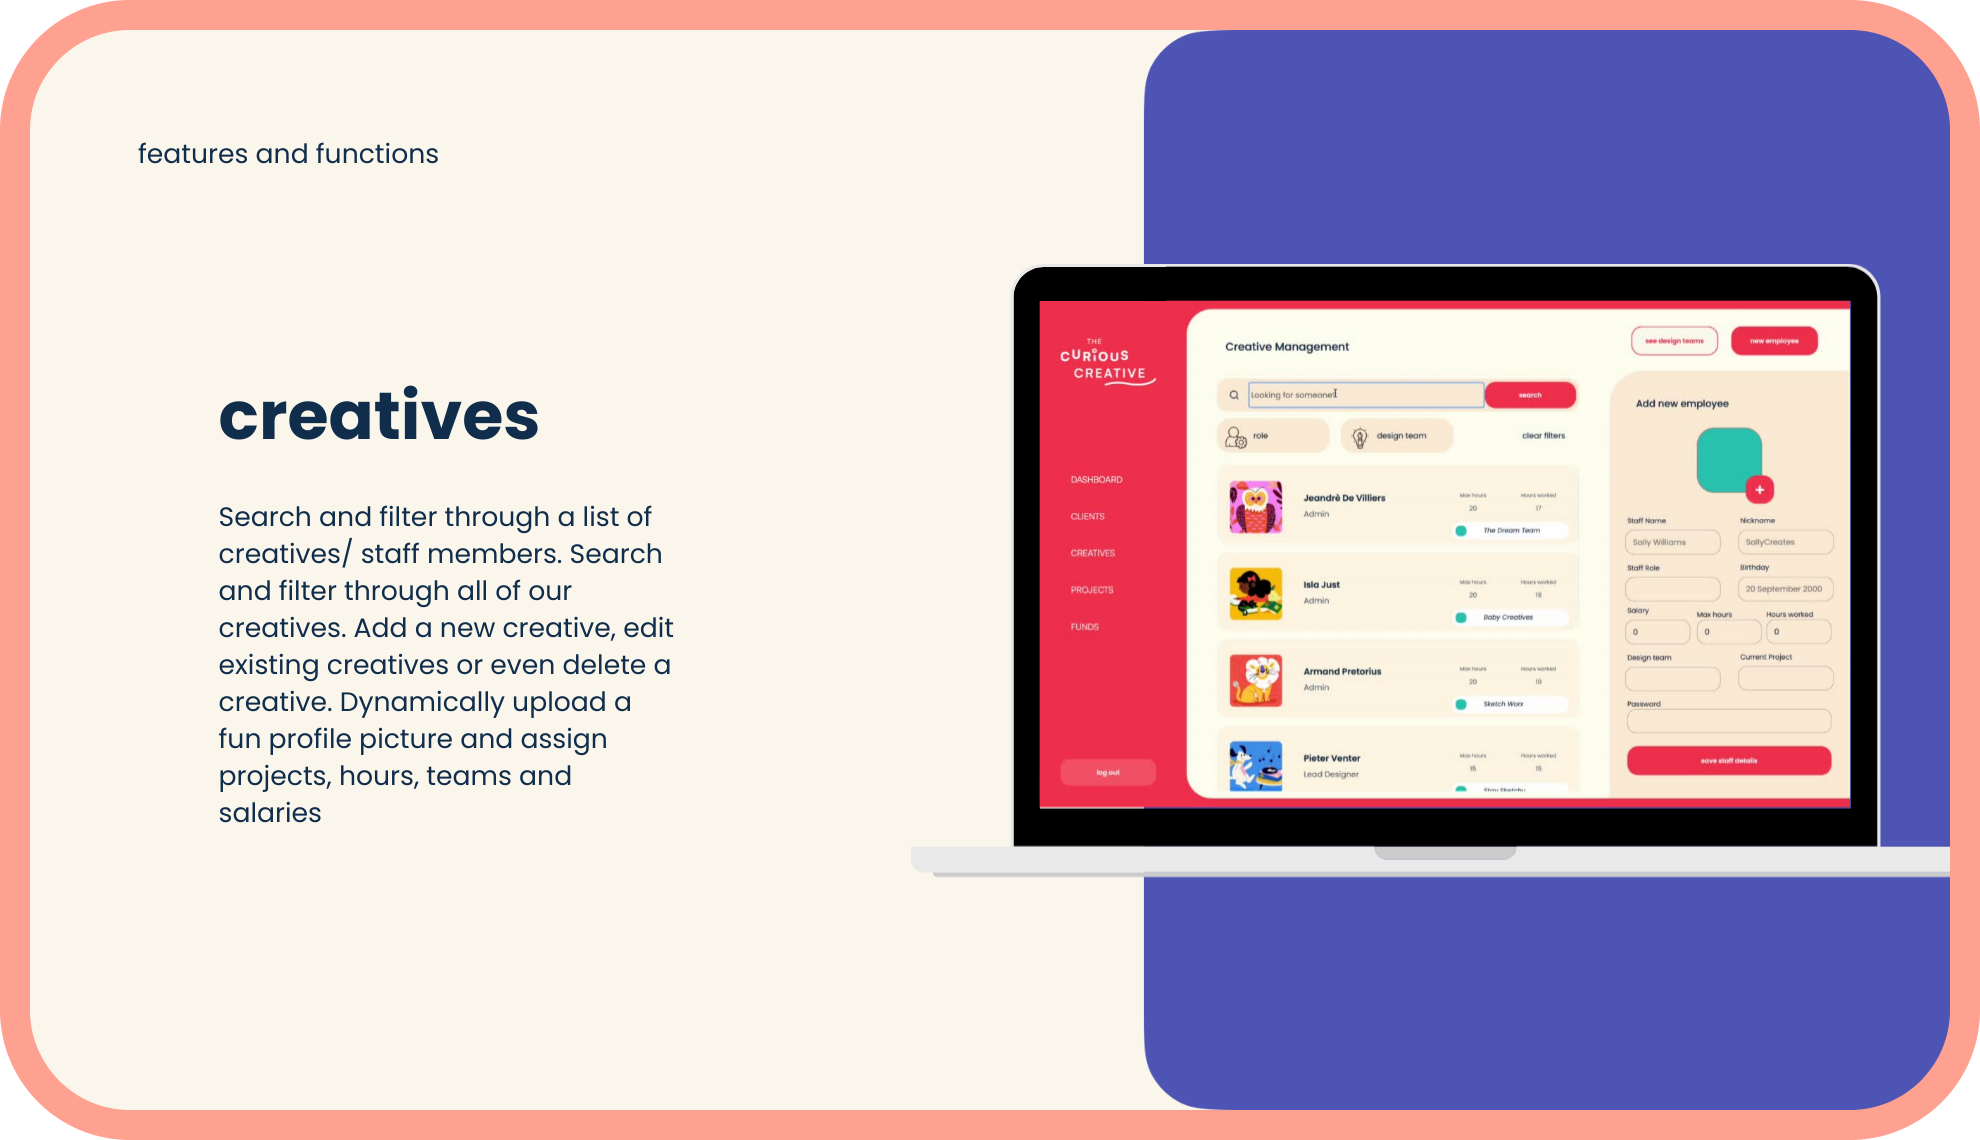 features and functions
creatives
Search and filter through a list of
creatives/ staff members. Search
and filter through all of our
creatives. Add a new creative, edit
existing creatives or even delete a
creative. Dynamically upload a
fun profile picture and assign
projects, hours, teams and
salaries
THE
CURIOUS
CREATIVE
DASHBOARD
CLIENTS
CREATIVES
PROJECTS
FUNDS
log out
Creative Management
see design teams
new employee
Looking for someone?
search
role
design team
clear filters
Jeandrè De Villiers
Admin
Max hours
Hours worked
20
17
The Dream Team
Isla Just
Admin
Max hours
Hours worked
20
19
Baby Creatives
Armand Pretorius
Admin
Max hours
Hours worked
20
19
Sketch Worx
Pieter Venter
Lead Designer
Max hours
Hours worked
15
15
Stay Sketchy
Add new employee
+
Staff Name
Nickname
Sally Williams
SallyCreates
Staff Role
Birthday
20 September 2000
Salary
Max hours
Hours worked
0
0
0
Design team
Current Project
Password
save staff details